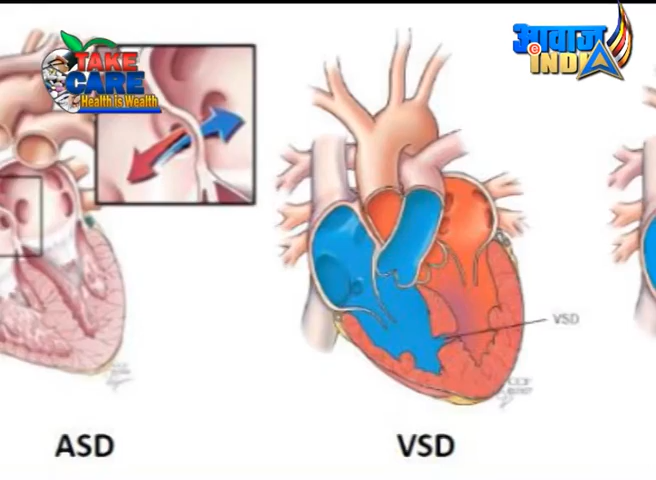 TAKE
CARE
Health is Wealth
आवाज
e INDIA
VSD
ASD
VSD